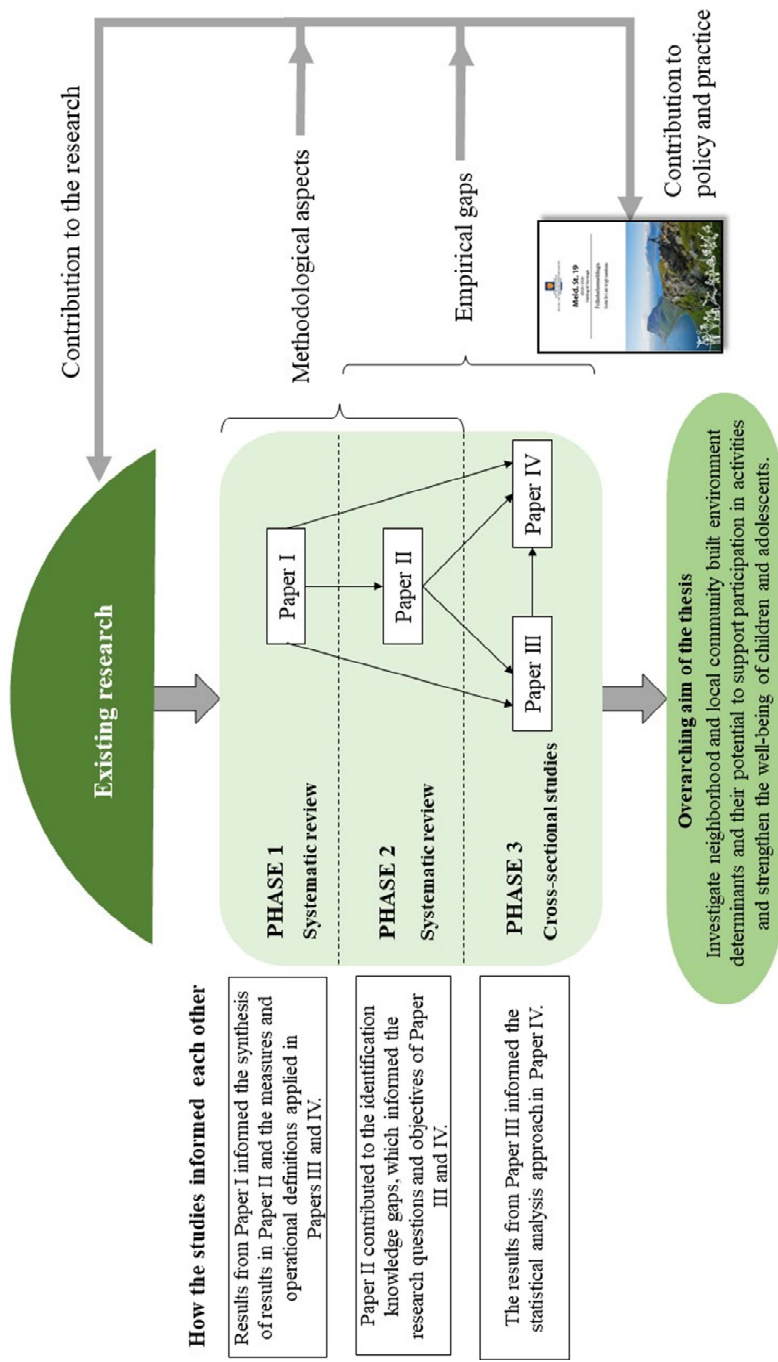 Existing research
Contribution to the research
How the studies informed each other
Results from Paper I informed the synthesis
of results in Paper II and the measures and
operational definitions applied in
Papers III and IV.
PHASE 1
Systematic review
Paper I
Methodological aspects
Paper II contributed to the identification
knowledge gaps, which informed the
research questions and objectives of Paper
III and IV.
PHASE 2
Systematic review
Paper II
Empirical gaps
The results from Paper III informed the
statistical analysis approach in Paper IV.
PHASE 3
Cross-sectional studies
Paper III
Paper IV
Meld. St. 19
Contribution to
policy and practice
Overarching aim of the thesis
Investigate neighborhood and local community built environment
determinants and their potential to support participation in activities
and strengthen the well-being of children and adolescents.